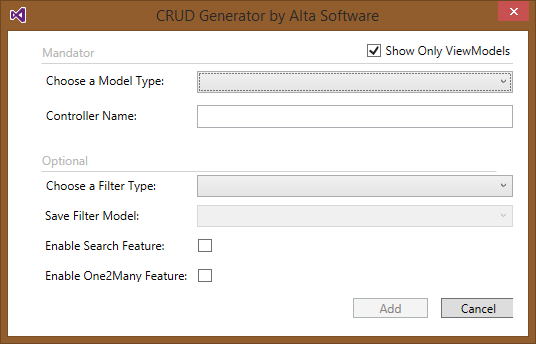 CRUD Generator by Alta Software
Mandator
Show Only ViewModels
Choose a Model Type:
Controller Name:
Optional
Choose a Filter Type:
Save Filter Model:
Enable Search Feature:
Enable One2Many Feature:
Add
Cancel